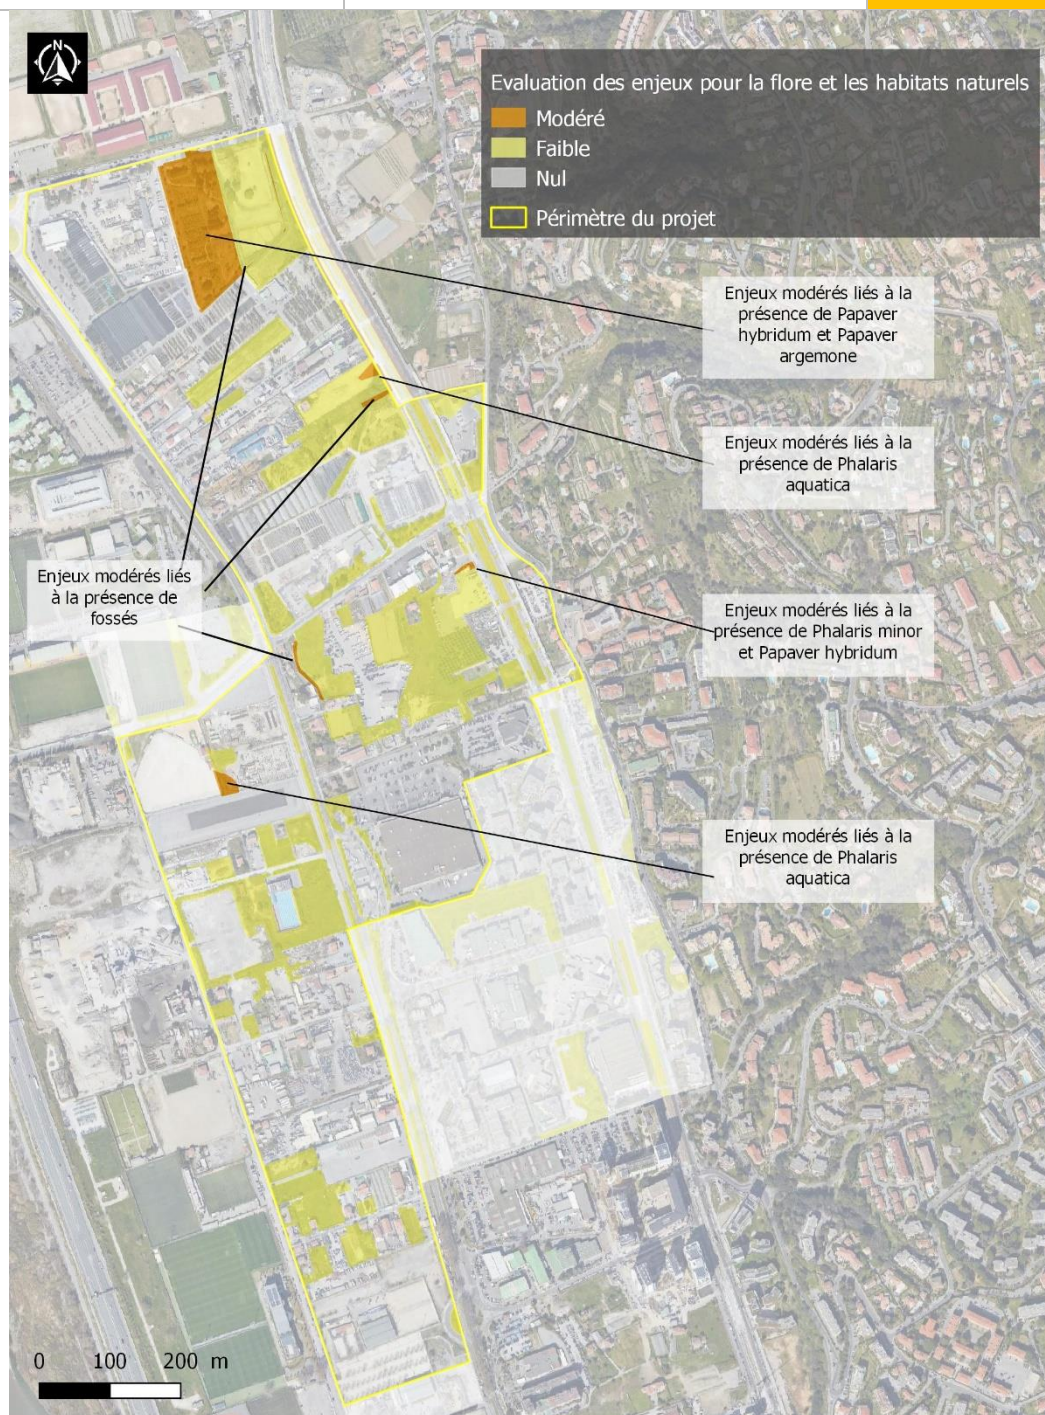 N
Evaluation des enjeux pour la flore et les habitats naturels
Modéré
Faible
Nul
Périmètre du projet
Enjeux modérés liés à la
présence de Papaver
hybridum et Papaver
argemone
Enjeux modérés liés à la
présence de Phalaris
aquatica
Enjeux modérés liés
à la présence de
fossés
Enjeux modérés liés à la
présence de Phalaris minor
et Papaver hybridum
Enjeux modérés liés à la
présence de Phalaris
aquatica
0 100 200 m